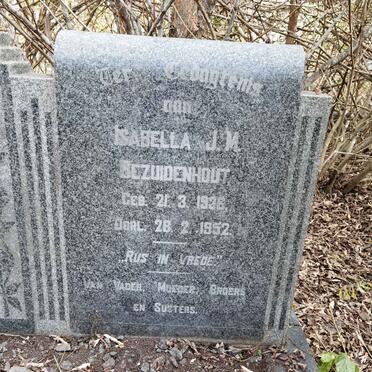 Ter Gedagtenis
aan
Isabella J. M.
Bezuidenhout
Geb. 21. 3. 1936.
Oorl. 28. 2. 1952.
„Rus in vrede"
van Vader, Moeder, Broers
en Susters.